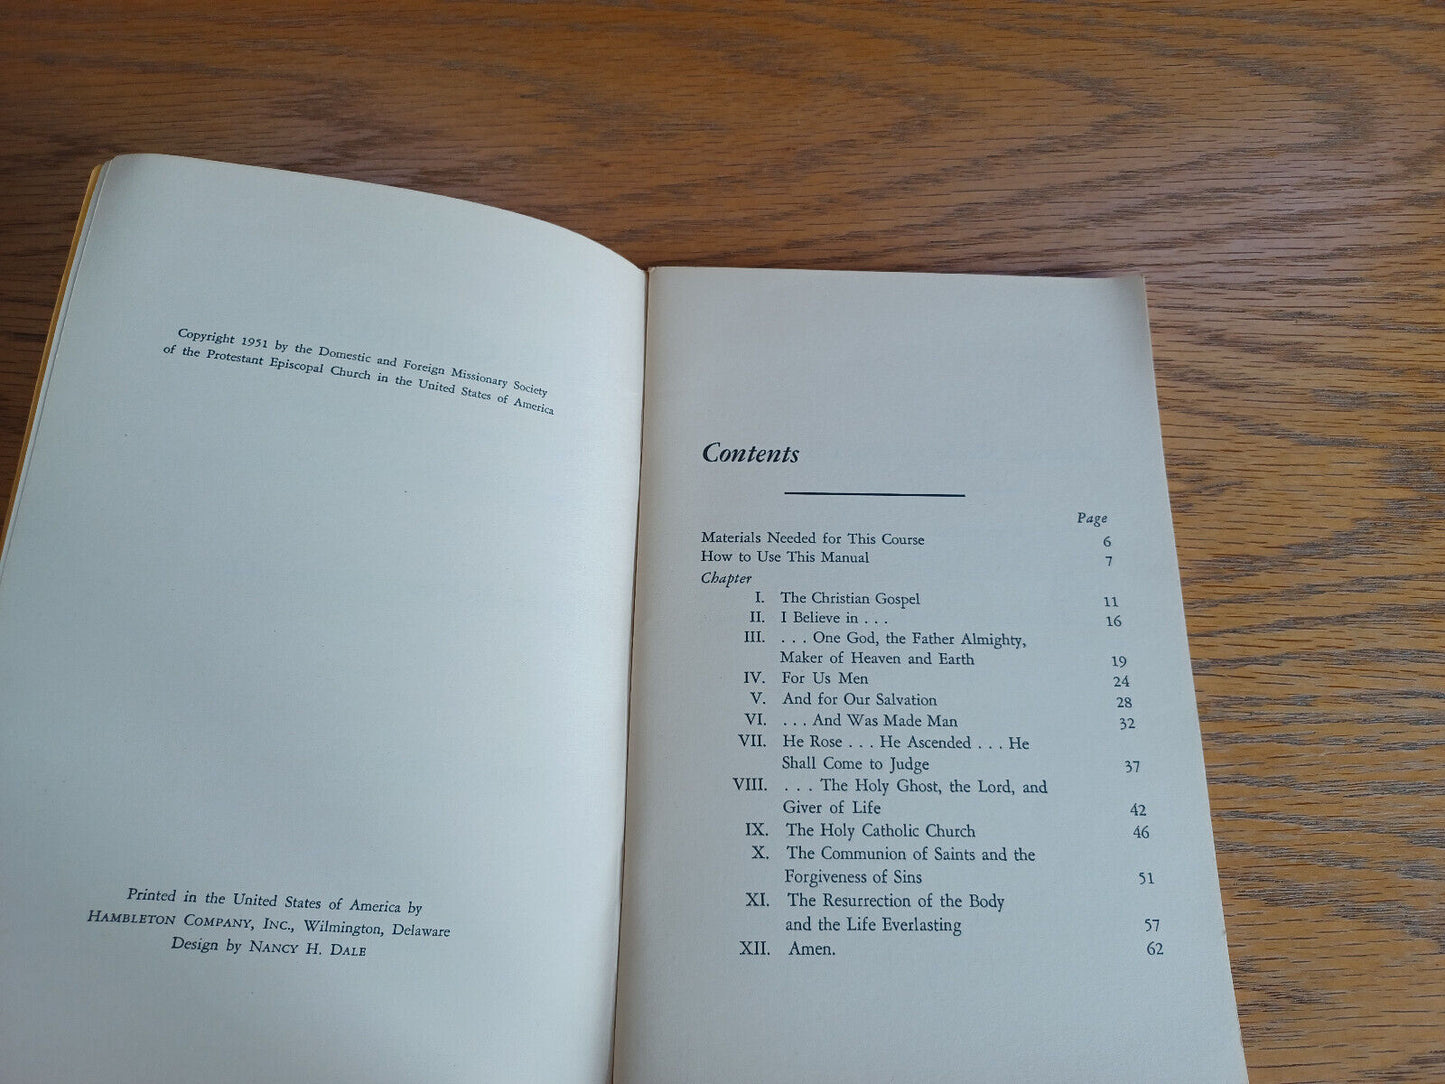 Copyright 1951 by the Domestic and Foreign Missionary Society
of the Protestant Episcopal Church in the United States of America
Printed in the United States of America by
HAMBLETON COMPANY, INC., Wilmington, Delaware
Design by NANCY H. DALE
Contents
Page
Materials Needed for This Course 6
How to Use This Manual 7
Chapter
I. The Christian Gospel 11
II. I Believe in . . . 16
III. . . . One God, the Father Almighty,
Maker of Heaven and Earth 19
IV. For Us Men 24
V. And for Our Salvation 28
VI. . . . And Was Made Man 32
VII. He Rose . . . He Ascended . . . He
Shall Come to Judge 37
VIII. . . . The Holy Ghost, the Lord, and
Giver of Life 42
IX. The Holy Catholic Church 46
X. The Communion of Saints and the
Forgiveness of Sins 51
XI. The Resurrection of the Body
and the Life Everlasting 57
XII. Amen. 62